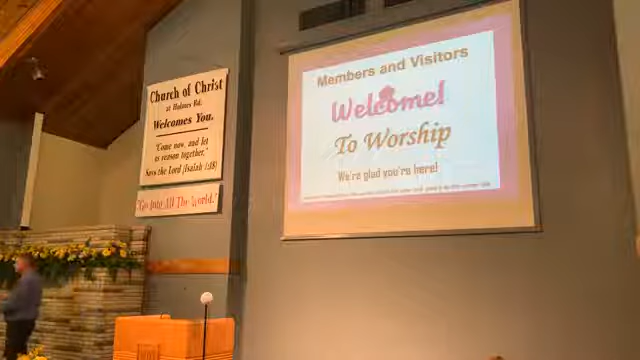 Church of Christ
at Holmes Rd.
Welcomes You.
"Come now, and let
us reason together,"
Says the Lord (Isaiah 1:18)
"Go Into All The World."
Members and Visitors
Welcome!
To Worship
We're glad you're here!